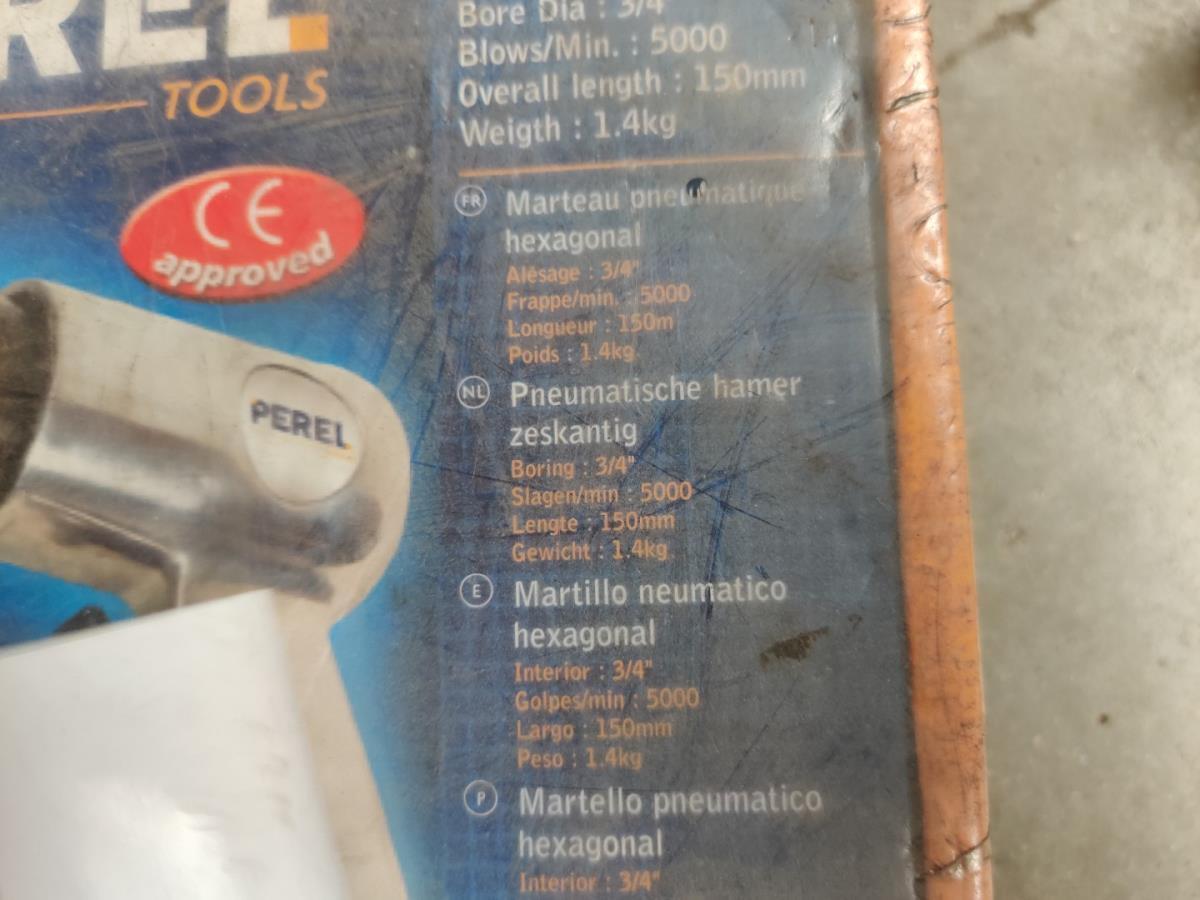 REL
TOOLS
CE
approved
PEREL
Bore Dia : 3/4
Blows/Min. : 5000
Overall length : 150mm
Weigth : 1.4kg
FR Marteau pneumatique
hexagonal
Alésage : 3/4"
Frappe/min. : 5000
Longueur : 150m
Poids : 1.4kg
NL Pneumatische hamer
zeskantig
Boring : 3/4"
Slagen/min : 5000
Lengte : 150mm
Gewicht : 1.4kg
E Martillo neumatico
hexagonal
Interior : 3/4"
Golpes/min : 5000
Largo : 150mm
Peso : 1.4kg
P Martello pneumatico
hexagonal
Interior : 3/4"